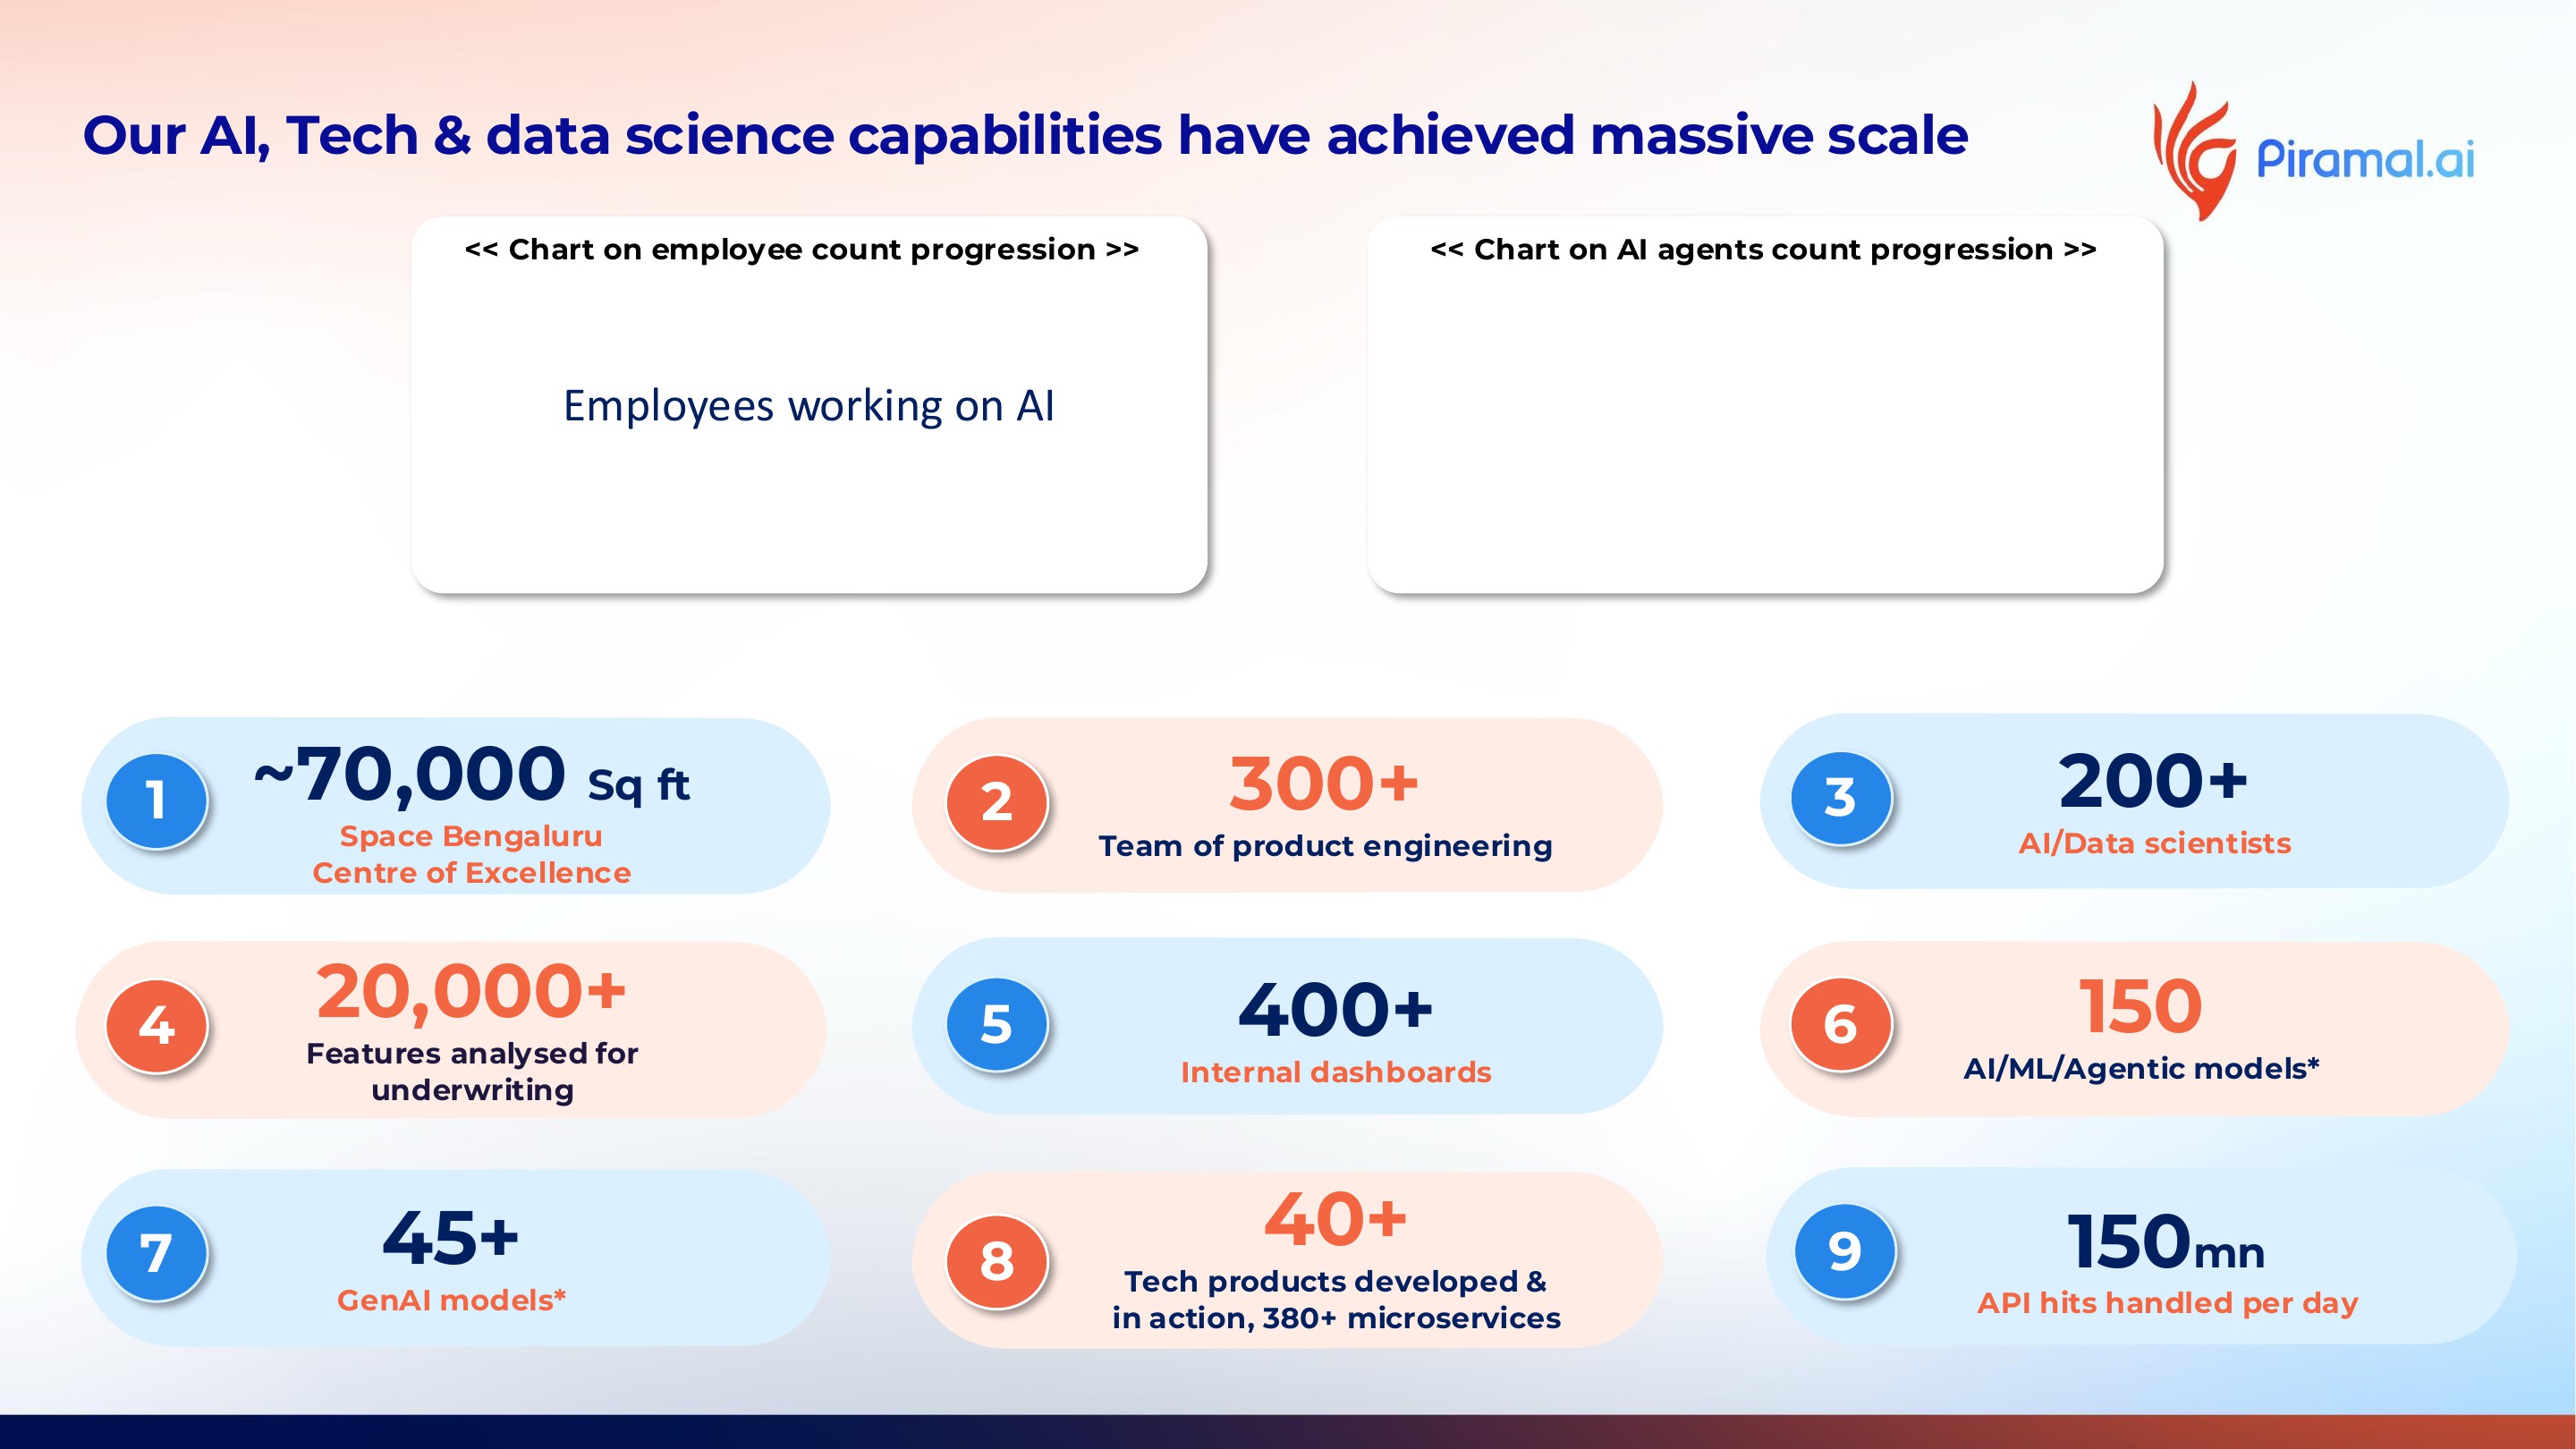 Our AI, Tech & data science capabilities have achieved massive scale
Piramal.ai
<< Chart on employee count progression >>
Employees working on AI
<< Chart on AI agents count progression >>
1
~70,000 Sq ft
Space Bengaluru
Centre of Excellence
2
300+
Team of product engineering
3
200+
AI/Data scientists
4
20,000+
Features analysed for
underwriting
5
400+
Internal dashboards
6
150
AI/ML/Agentic models*
7
45+
GenAI models*
8
40+
Tech products developed &
in action, 380+ microservices
9
150mn
API hits handled per day